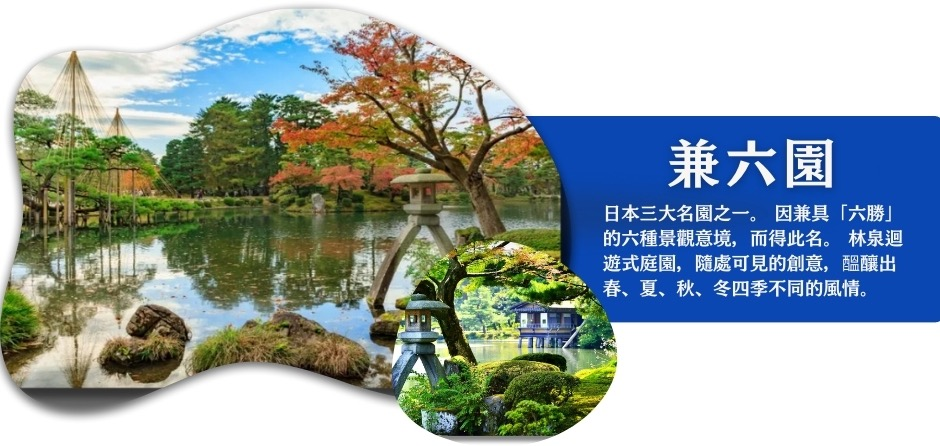 兼六園
日本三大名園之一。 因兼具「六勝」
的六種景觀意境，而得此名。 林泉迴
遊式庭園，隨處可見的創意，醞釀出
春、夏、秋、冬四季不同的風情。